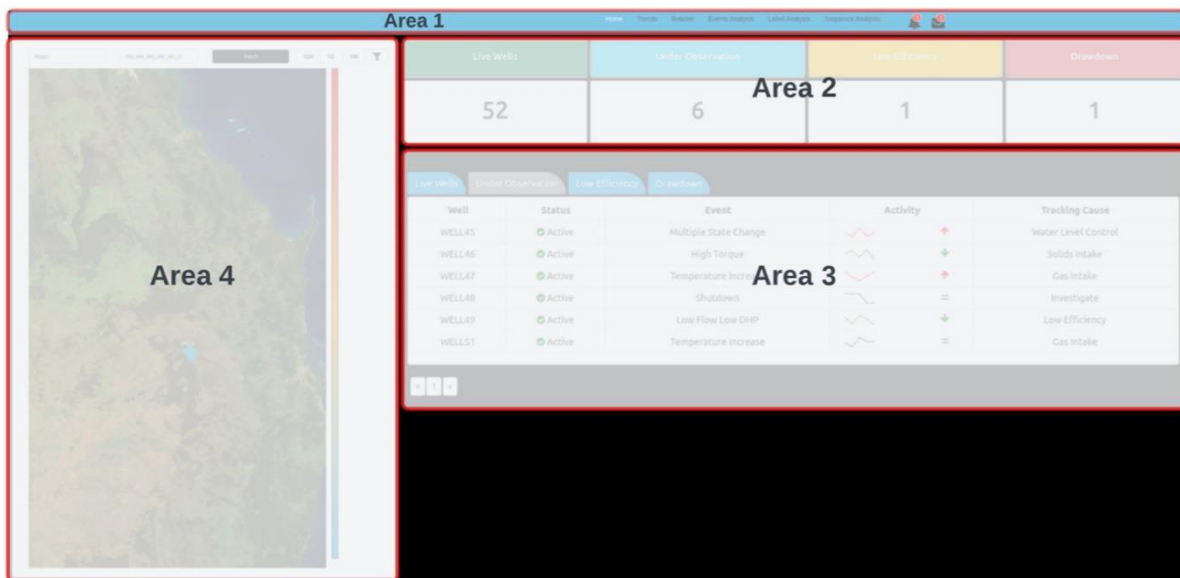 Area 1
Home Trends Related Events Analysis Label Analysis Sequence Analysis
Live Wells Under Observation Low Efficiency Drawdown
Area 2
52 6 1 1
Live Wells Under Observation Low Efficiency Drawdown
Well Status Event Activity Tracking Cause
WELL45 Active Multiple State Change Water Level Control
WELL46 Active High Torque Solids Intake
WELL47 Active Temperature Increase Gas Intake
Area 3
WELL48 Active Shutdown = Investigate
WELL49 Active Low Flow Low DHP Low Efficiency
WELL51 Active Temperature Increase = Gas Intake
« 1 »
Area 4